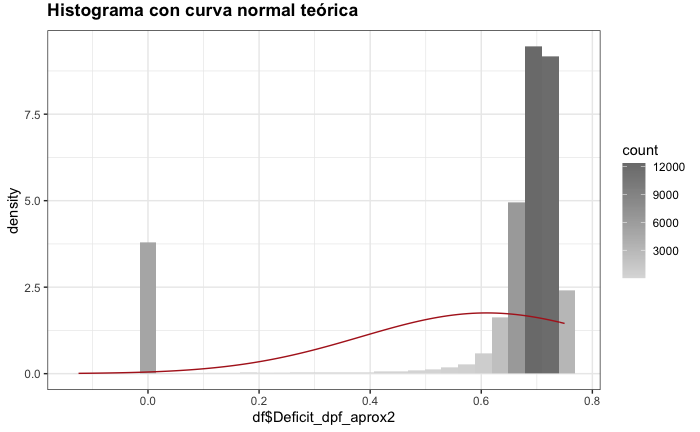 Histograma con curva normal teórica
7.5
5.0
2.5
0.0
density
0.0 0.2 0.4 0.6 0.8
df$Deficit_dpf_aprox2
count
12000
9000
6000
3000